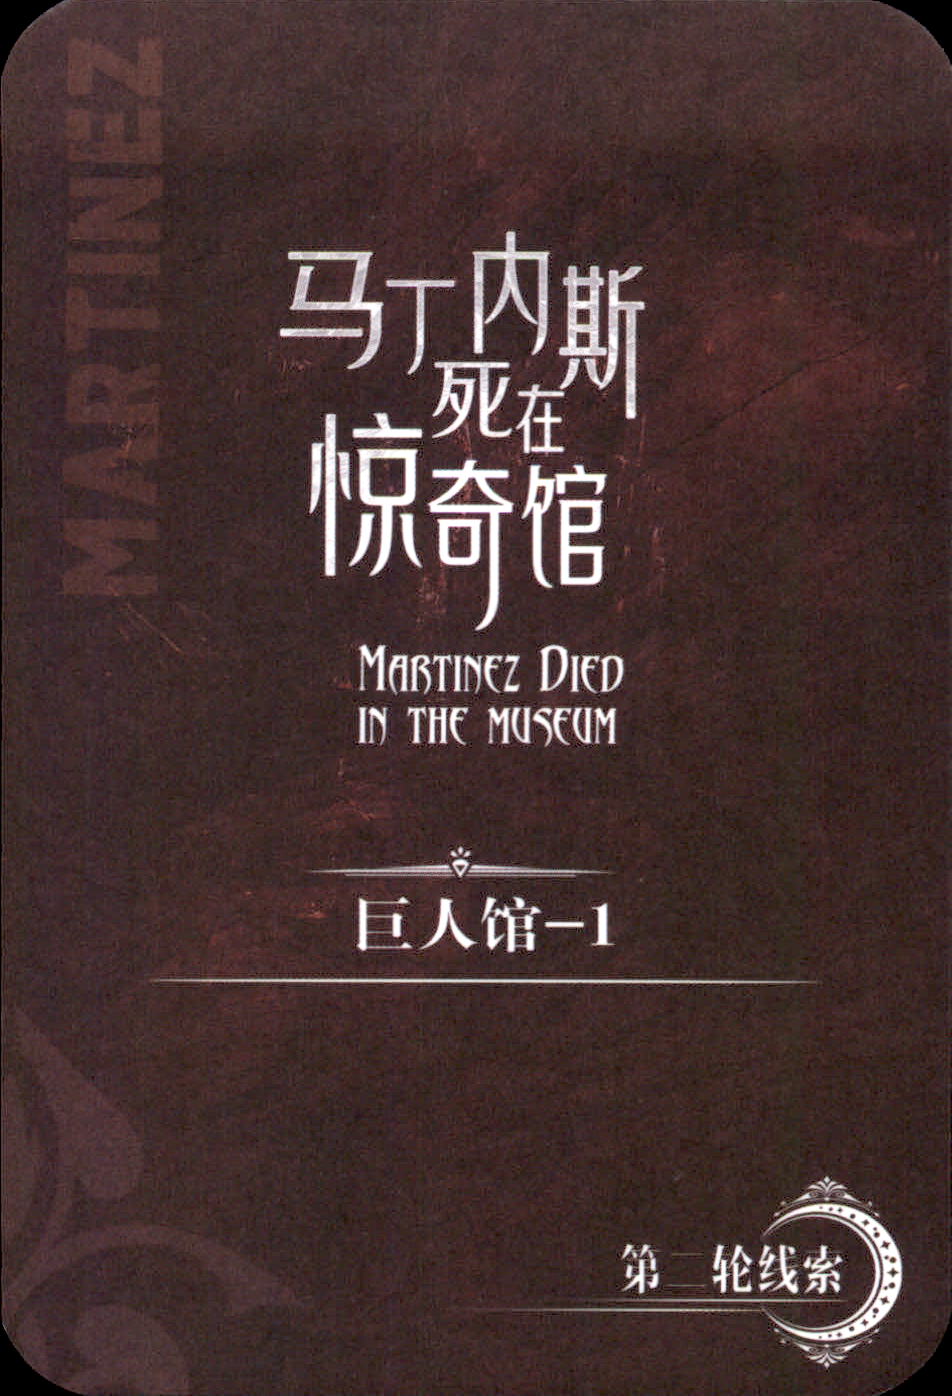 MARTINEZ
马丁内斯
死在
惊奇馆
MARTINEZ DIED
IN THE MUSEUM
巨人馆-1
第二轮线索